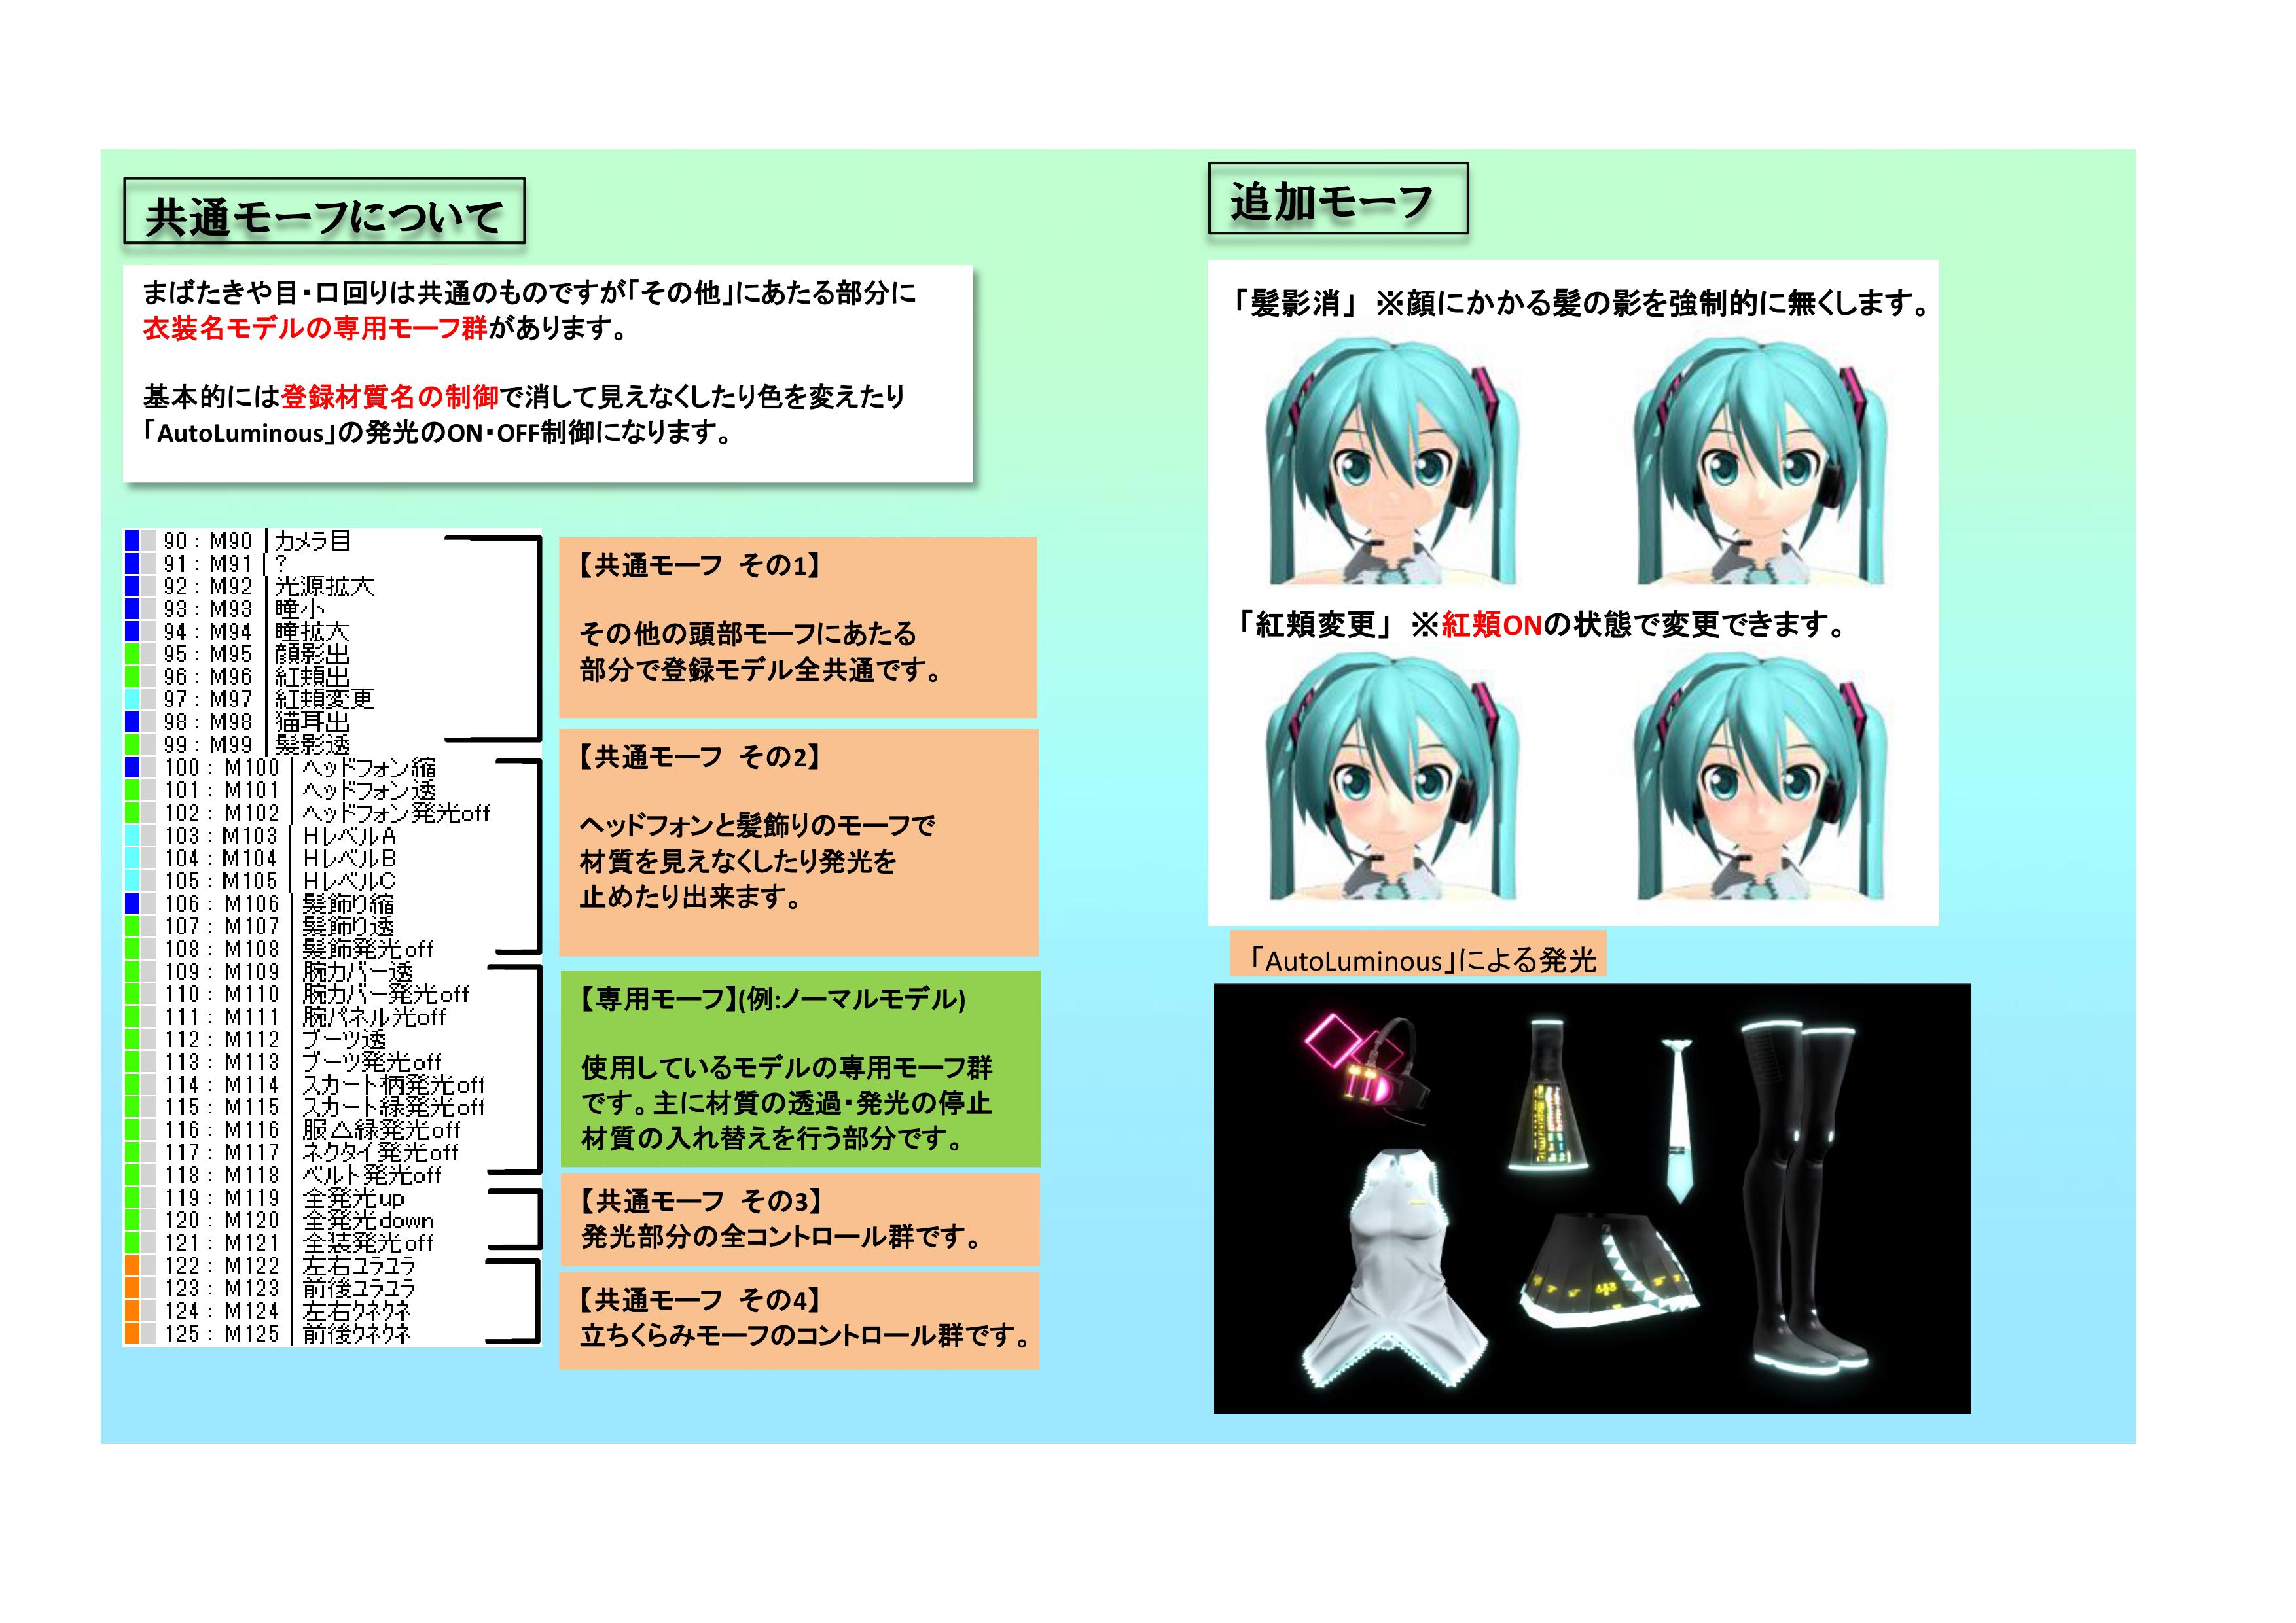 共通モーフについて
まばたきや目・口回りは共通のものですが「その他」にあたる部分に
衣装名モデルの専用モーフ群があります。
基本的には登録材質名の制御で消して見えなくしたり色を変えたり
「AutoLuminous」の発光のON・OFF制御になります。
90 : M90 カメラ目
91 : M91 ?
92 : M92 光源拡大
93 : M93 瞳小
94 : M94 瞳拡大
95 : M95 顔影出
96 : M96 紅頬出
97 : M97 紅頬変更
98 : M98 猫耳出
99 : M99 髪影透
100 : M100 ヘッドフォン縮
101 : M101 ヘッドフォン透
102 : M102 ヘッドフォン発光off
103 : M103 HレベルA
104 : M104 HレベルB
105 : M105 HレベルC
106 : M106 髪飾り縮
107 : M107 髪飾り透
108 : M108 髪飾発光off
109 : M109 腕カバー透
110 : M110 腕カバー発光off
111 : M111 腕パネル光off
112 : M112 ブーツ透
113 : M113 ブーツ発光off
114 : M114 スカート柄発光off
115 : M115 スカート緑発光off
116 : M116 服△緑発光off
117 : M117 ネクタイ発光off
118 : M118 ベルト発光off
119 : M119 全発光up
120 : M120 全発光down
121 : M121 全装発光off
122 : M122 左右ユラユラ
123 : M123 前後ユラユラ
124 : M124 左右クネクネ
125 : M125 前後クネクネ
【共通モーフ その1】
その他の頭部モーフにあたる
部分で登録モデル全共通です。
【共通モーフ その2】
ヘッドフォンと髪飾りのモーフで
材質を見えなくしたり発光を
止めたり出来ます。
【専用モーフ】(例:ノーマルモデル)
使用しているモデルの専用モーフ群
です。主に材質の透過・発光の停止
材質の入れ替えを行う部分です。
【共通モーフ その3】
発光部分の全コントロール群です。
【共通モーフ その4】
立ちくらみモーフのコントロール群です。
追加モーフ
「髪影消」 ※顔にかかる髪の影を強制的に無くします。
「紅頬変更」 ※紅頬ONの状態で変更できます。
「AutoLuminous」による発光